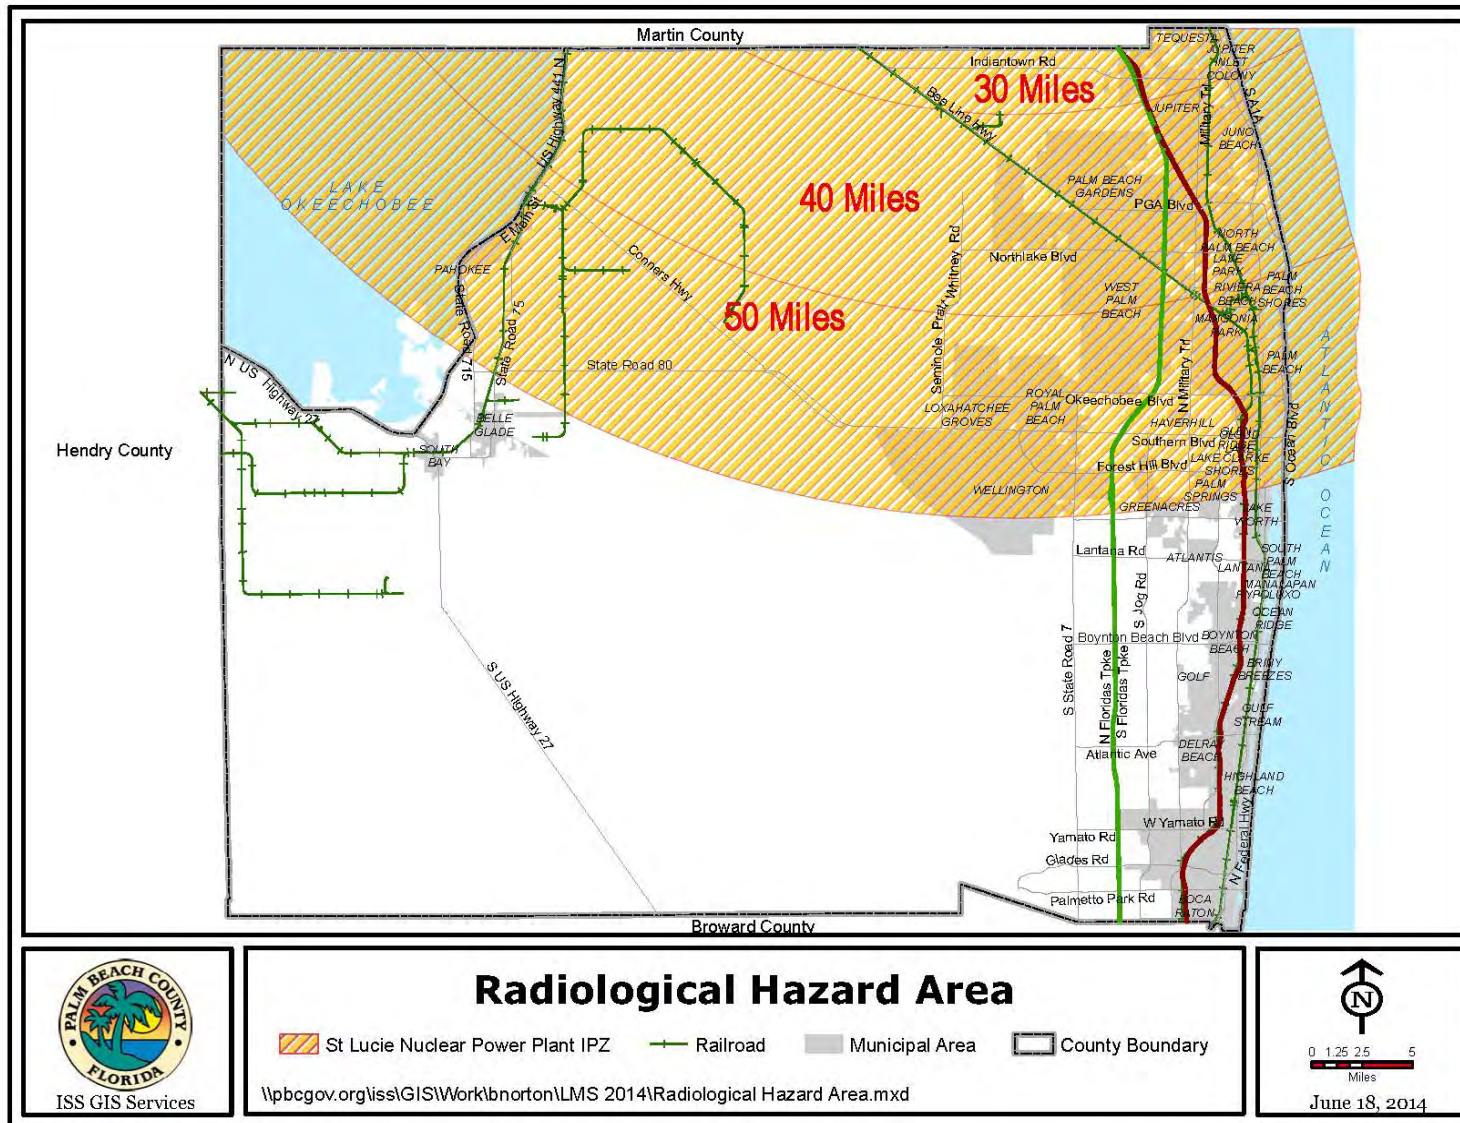 Martin County
TEQUESTA
JUPITER
INLET
COLONY
Indiantown Rd
30 Miles
US Highway 441 N
Bee Line Hwy
JUPITER
Military Trl
S A1A
JUNO
BEACH
LAKE
OKEECHOBEE
40 Miles
PALM BEACH
GARDENS
PGA Blvd
E Main St
NORTH
PALM BEACH
LAKE
PARK
Northlake Blvd
Seminole Pratt Whitney Rd
Conners Hwy
PAHOKEE
State Road 715
State Road 75
WEST
PALM
BEACH
RIVIERA
BEACH
PALM
BEACH
SHORES
MANGONIA
PARK
50 Miles
N US Highway 27
State Road 80
PALM
BEACH
ATLANTIC OCEAN
N Military Trl
ROYAL
PALM
BEACH
Okeechobee Blvd
LOXAHATCHEE
GROVES
HAVERHILL
BELLE
GLADE
GLEN
RIDGE
CLOUD
Southern Blvd
S Ocean Blvd
Hendry County
SOUTH
BAY
LAKE CLARKE
SHORES
Forest Hill Blvd
PALM
SPRINGS
WELLINGTON
GREENACRES
LAKE
WORTH
Lantana Rd
ATLANTIS
LANTANA
SOUTH
PALM
BEACH
MANALAPAN
HYPOLUXO
S Jog Rd
OCEAN
RIDGE
S State Road 7
Boynton Beach Blvd
BOYNTON
BEACH
N Floridas Tpke
S Floridas Tpke
GOLF
BRINY
BREEZES
S US Highway 27
GULF
STREAM
Atlantic Ave
DELRAY
BEACH
HIGHLAND
BEACH
W Yamato Rd
Yamato Rd
N Federal Hwy
Glades Rd
Palmetto Park Rd
BOCA
RATON
Broward County
PALM BEACH COUNTY
FLORIDA
ISS GIS Services
Radiological Hazard Area
St Lucie Nuclear Power Plant IPZ
Railroad
Municipal Area
County Boundary
\\pbcgov.org\iss\GIS\Work\bnorton\LMS 2014\Radiological Hazard Area.mxd
N
0 1.25 2.5 5
Miles
June 18, 2014